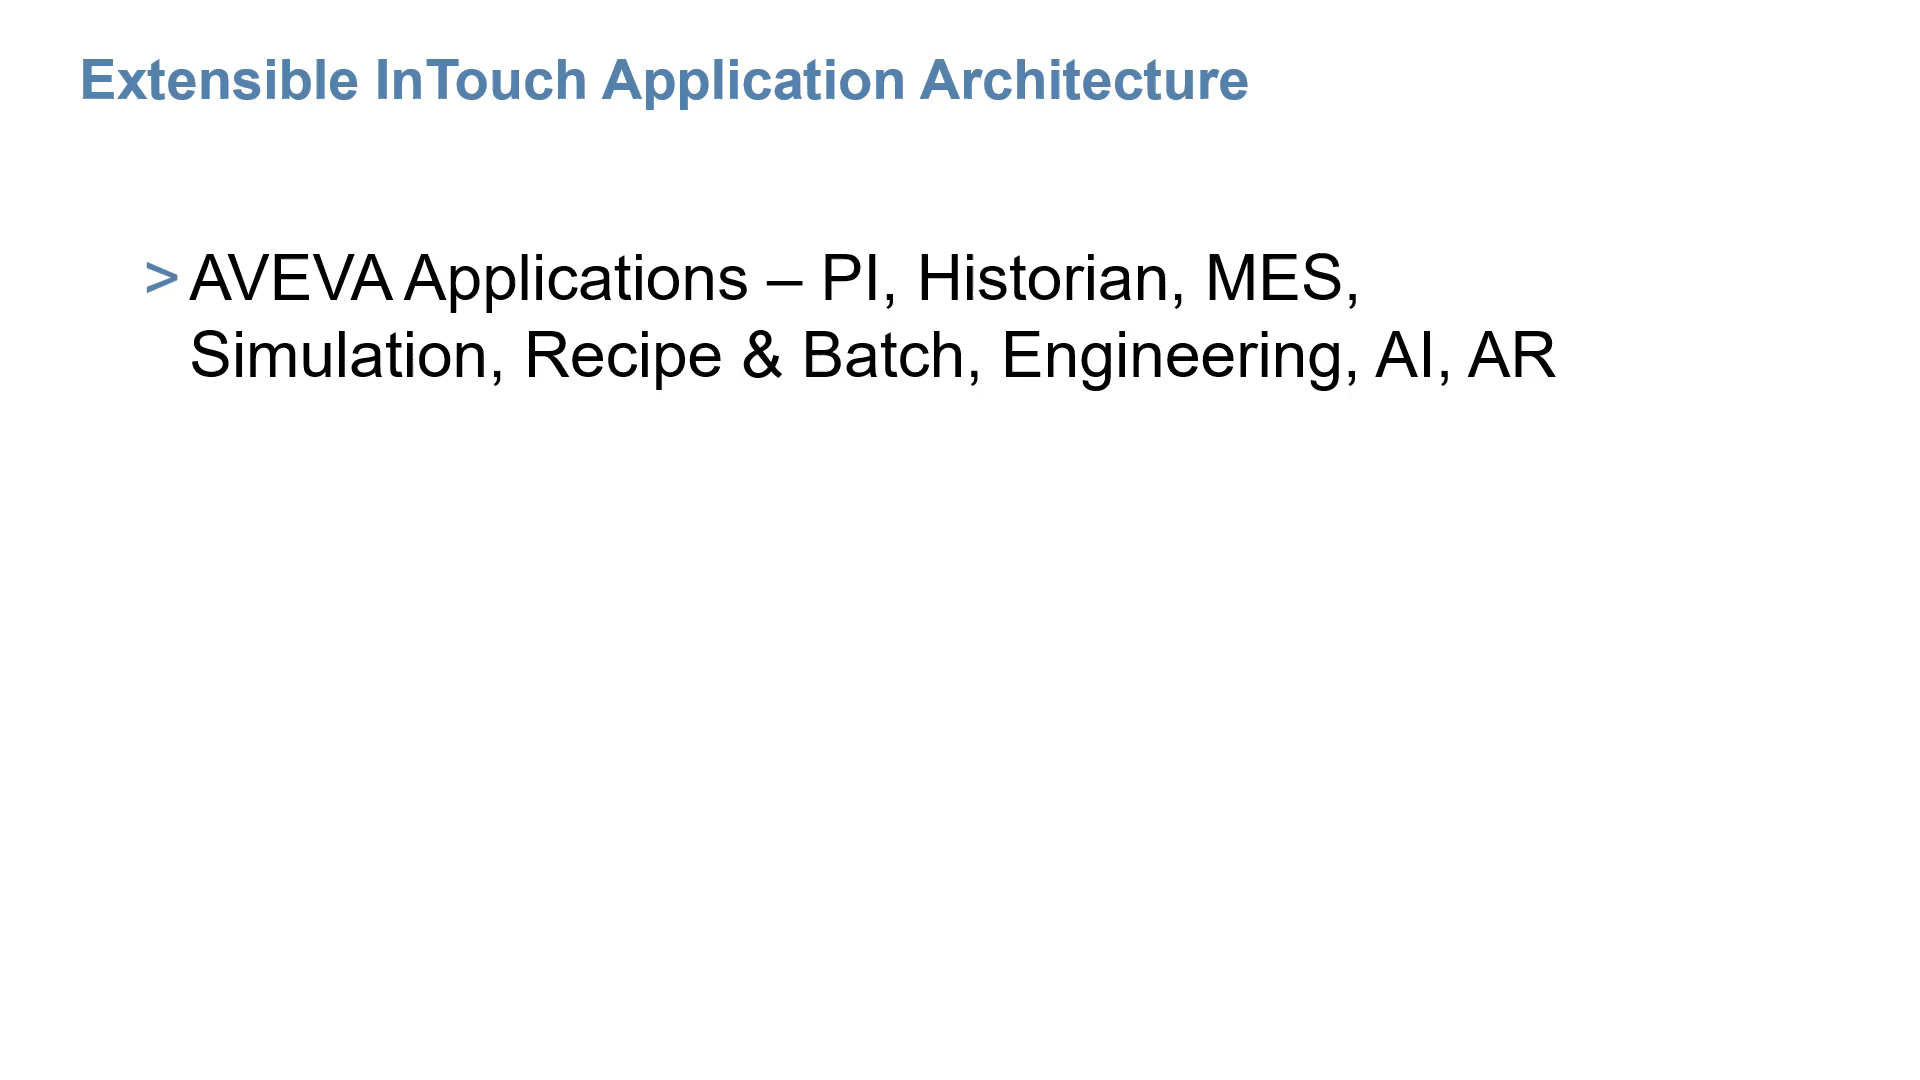 Extensible InTouch Application Architecture
> AVEVA Applications – PI, Historian, MES,
Simulation, Recipe & Batch, Engineering, AI, AR